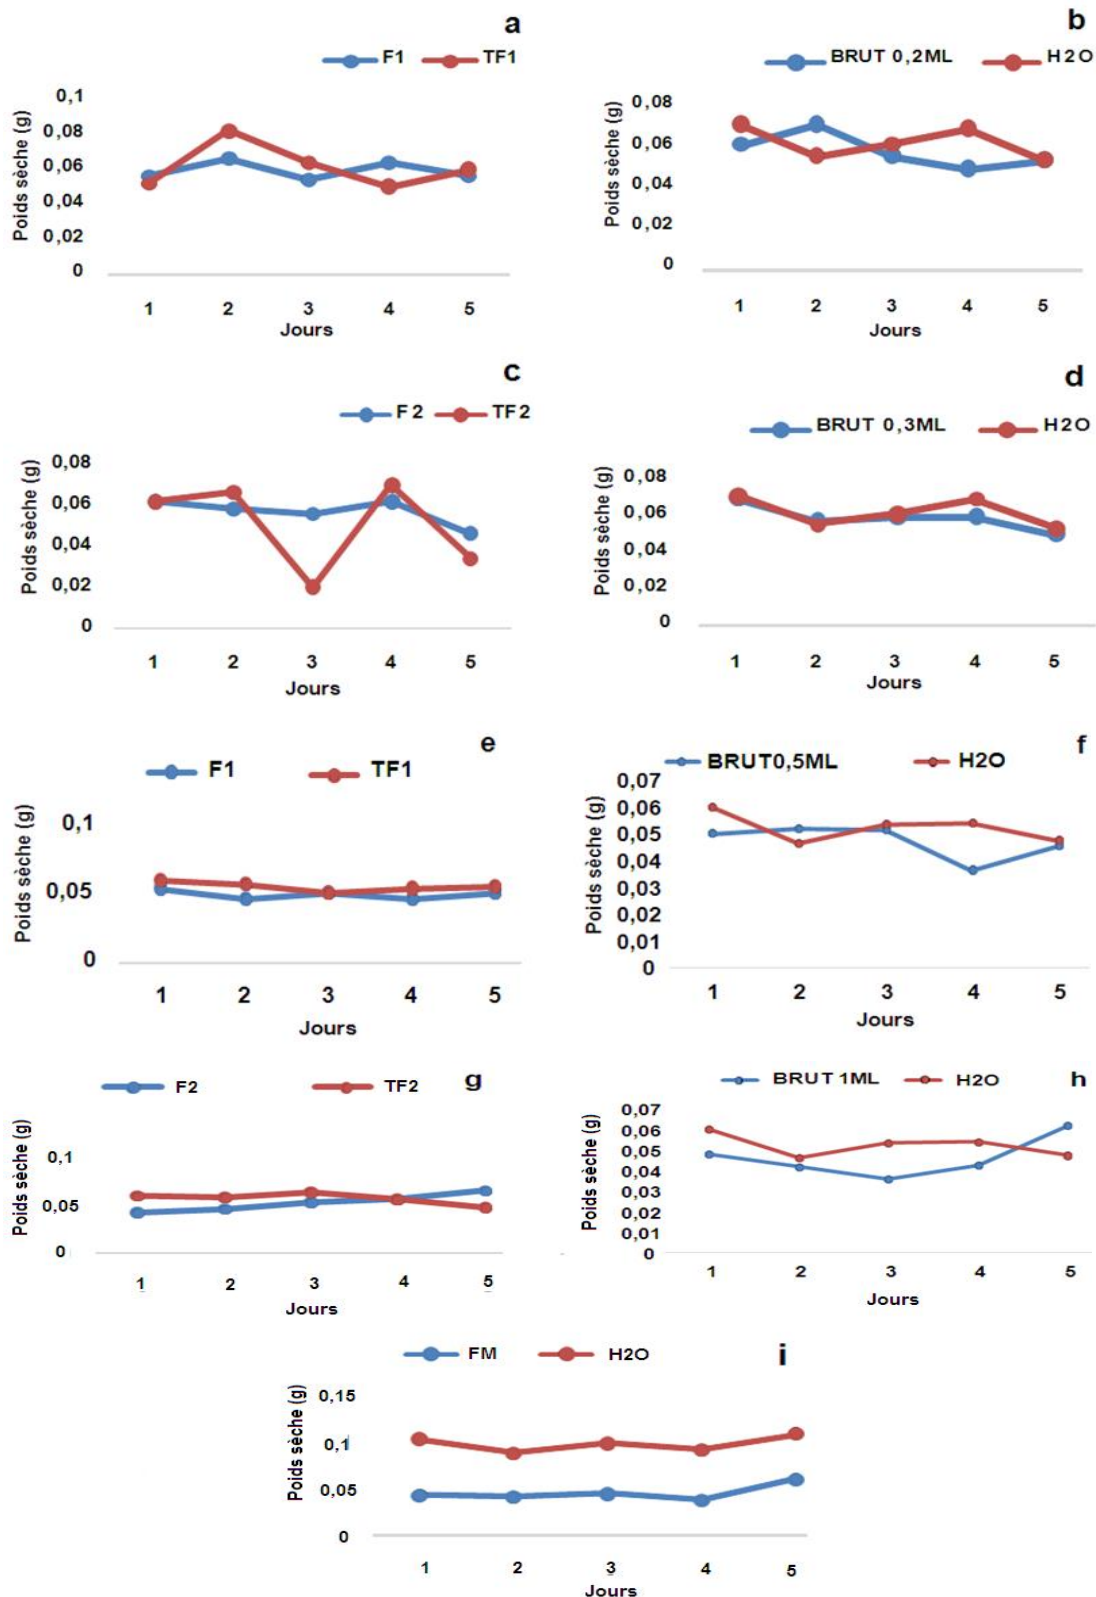 a
F1 TF1
Poids sèche (g)
0,1
0,08
0,06
0,04
0,02
0
1 2 3 4 5
Jours
b
BRUT 0,2ML H2O
Poids sèche (g)
0,08
0,06
0,04
0,02
0
1 2 3 4 5
Jours
c
F2 TF2
Poids sèche (g)
0,08
0,06
0,04
0,02
0
1 2 3 4 5
Jours
d
BRUT 0,3ML H2O
Poids sèche (g)
0,08
0,06
0,04
0,02
0
1 2 3 4 5
Jours
e
F1 TF1
Poids sèche (g)
0,1
0,05
0
1 2 3 4 5
Jours
f
BRUT0,5ML H2O
Poids sèche (g)
0,07
0,06
0,05
0,04
0,03
0,02
0,01
0
1 2 3 4 5
Jours
g
F2 TF2
Poids sèche (g)
0,1
0,05
0
1 2 3 4 5
Jours
h
BRUT 1ML H2O
Poids sèche (g)
0,07
0,06
0,05
0,04
0,03
0,02
0,01
0
1 2 3 4 5
Jours
i
FM H2O
Poids sèche (g)
0,15
0,1
0,05
0
1 2 3 4 5
Jours